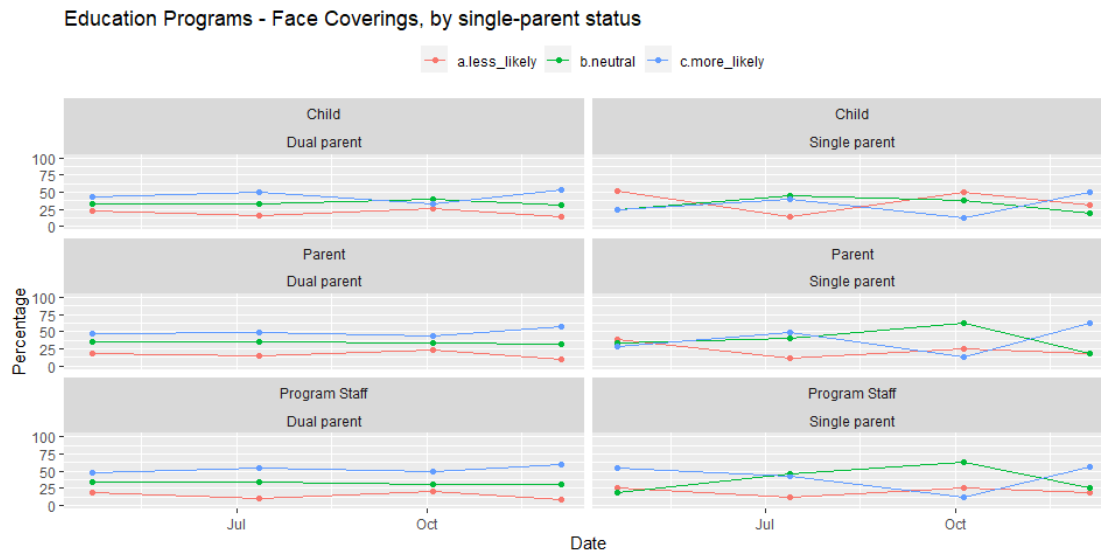 Education Programs - Face Coverings, by single-parent status
a.less_likely b.neutral c.more_likely
Child Child
Dual parent Single parent
100
75
50
25
0
Parent Parent
Dual parent Single parent
100
75
50
25
0
Percentage
Program Staff Program Staff
Dual parent Single parent
100
75
50
25
0
Jul Oct Jul Oct
Date